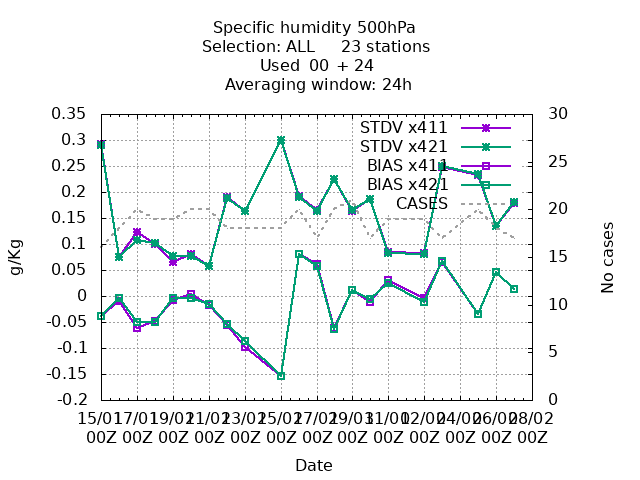 Specific humidity 500hPa
Selection: ALL 23 stations
Used 00 + 24
Averaging window: 24h
STDV x411
STDV x421
BIAS x411
BIAS x421
CASES
g/Kg
0.35
0.3
0.25
0.2
0.15
0.1
0.05
0
-0.05
-0.1
-0.15
-0.2
No cases
30
25
20
15
10
5
0
15/01 17/01 19/01 21/01 23/01 25/01 27/01 29/01 31/01 02/02 24/02 26/02 28/02
00Z 00Z 00Z 00Z 00Z 00Z 00Z 00Z 00Z 00Z 00Z 00Z 00Z
Date